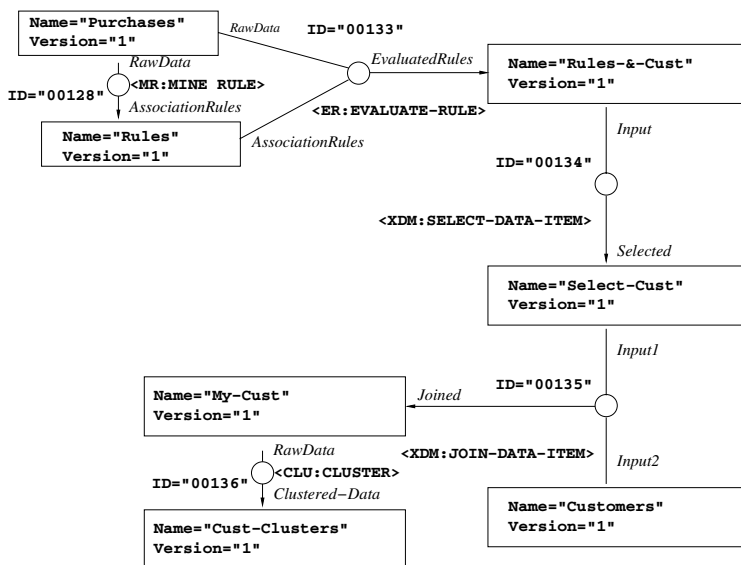 Name="Purchases"
Version="1"
RawData
ID="00133"
RawData
ID="00128"
<MR:MINE RULE>
AssociationRules
EvaluatedRules
Name="Rules-&-Cust"
Version="1"
<ER:EVALUATE-RULE>
Name="Rules"
Version="1"
AssociationRules
Input
ID="00134"
<XDM:SELECT-DATA-ITEM>
Selected
Name="Select-Cust"
Version="1"
Input1
ID="00135"
Name="My-Cust"
Version="1"
Joined
RawData
<XDM:JOIN-DATA-ITEM>
Input2
ID="00136"
<CLU:CLUSTER>
Clustered-Data
Name="Customers"
Version="1"
Name="Cust-Clusters"
Version="1"